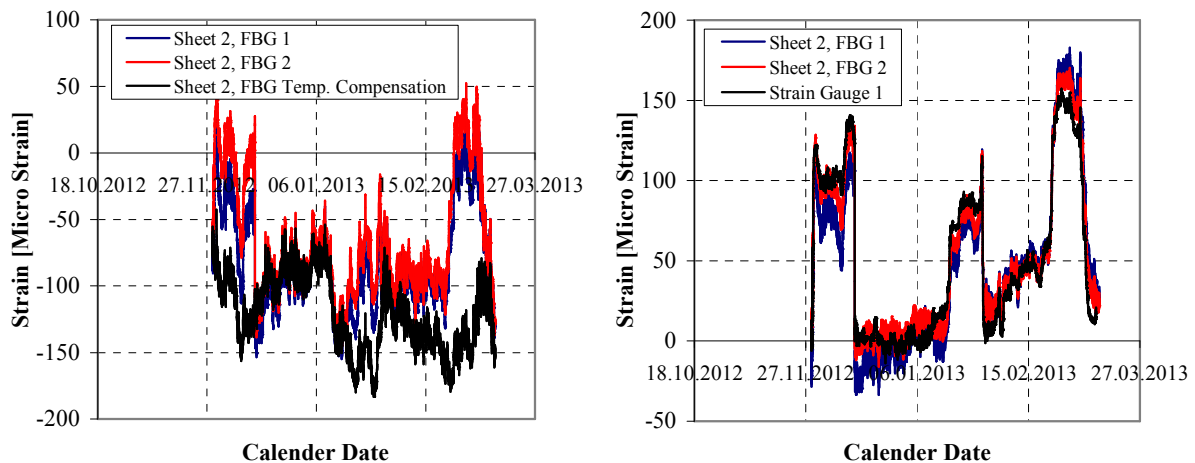 100
50
0
-50
-100
-150
-200
Strain [Micro Strain]
Sheet 2, FBG 1
Sheet 2, FBG 2
Sheet 2, FBG Temp. Compensation
18.10.2012 27.11.2012 06.01.2013 15.02.2013 27.03.2013
Calender Date
200
150
100
50
0
-50
Strain [Micro Strain]
Sheet 2, FBG 1
Sheet 2, FBG 2
Strain Gauge 1
18.10.2012 27.11.2012 06.01.2013 15.02.2013 27.03.2013
Calender Date